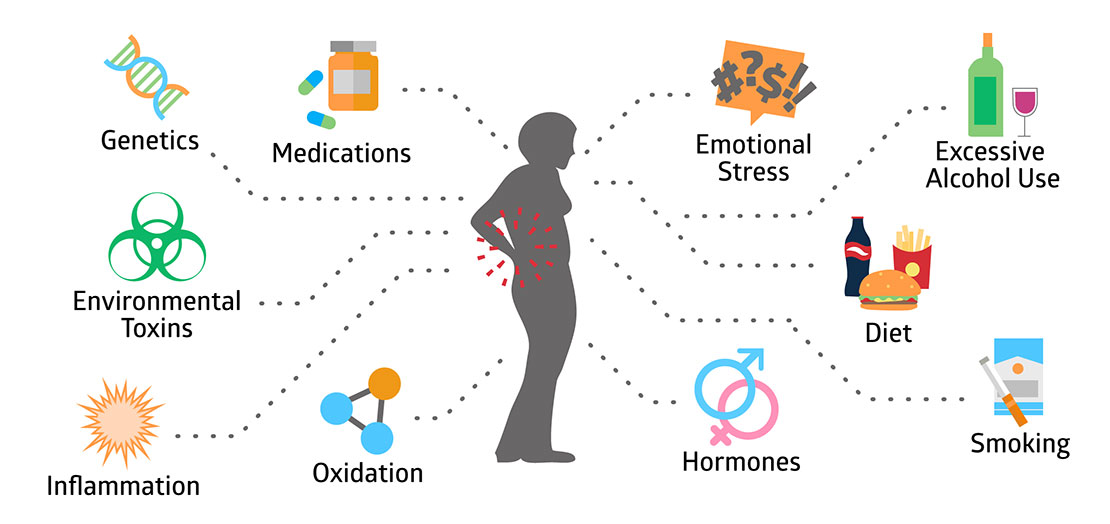 Genetics
Medications
Emotional
Stress
#?$!!
Excessive
Alcohol Use
Environmental
Toxins
Diet
Inflammation
Oxidation
Hormones
Smoking